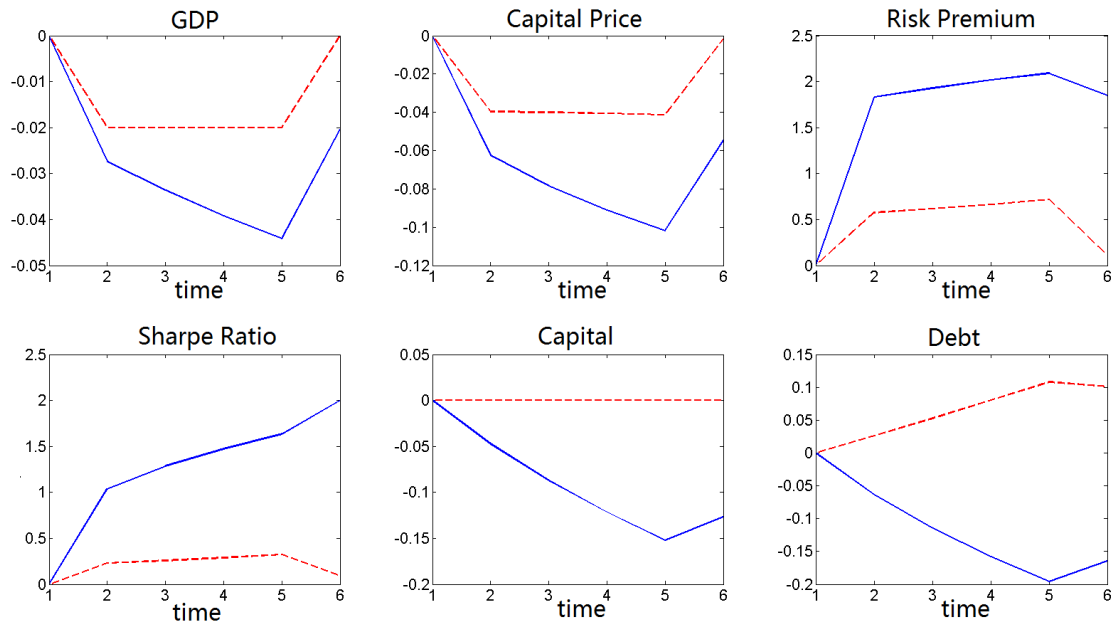 GDP
0
-0.01
-0.02
-0.03
-0.04
-0.05
1 2 3 4 5 6
time
Capital Price
0
-0.02
-0.04
-0.06
-0.08
-0.1
-0.12
1 2 3 4 5 6
time
Risk Premium
2.5
2
1.5
1
0.5
0
1 2 3 4 5 6
time
Sharpe Ratio
2.5
2
1.5
1
0.5
0
1 2 3 4 5 6
time
Capital
0.05
0
-0.05
-0.1
-0.15
-0.2
1 2 3 4 5 6
time
Debt
0.15
0.1
0.05
0
-0.05
-0.1
-0.15
-0.2
1 2 3 4 5 6
time